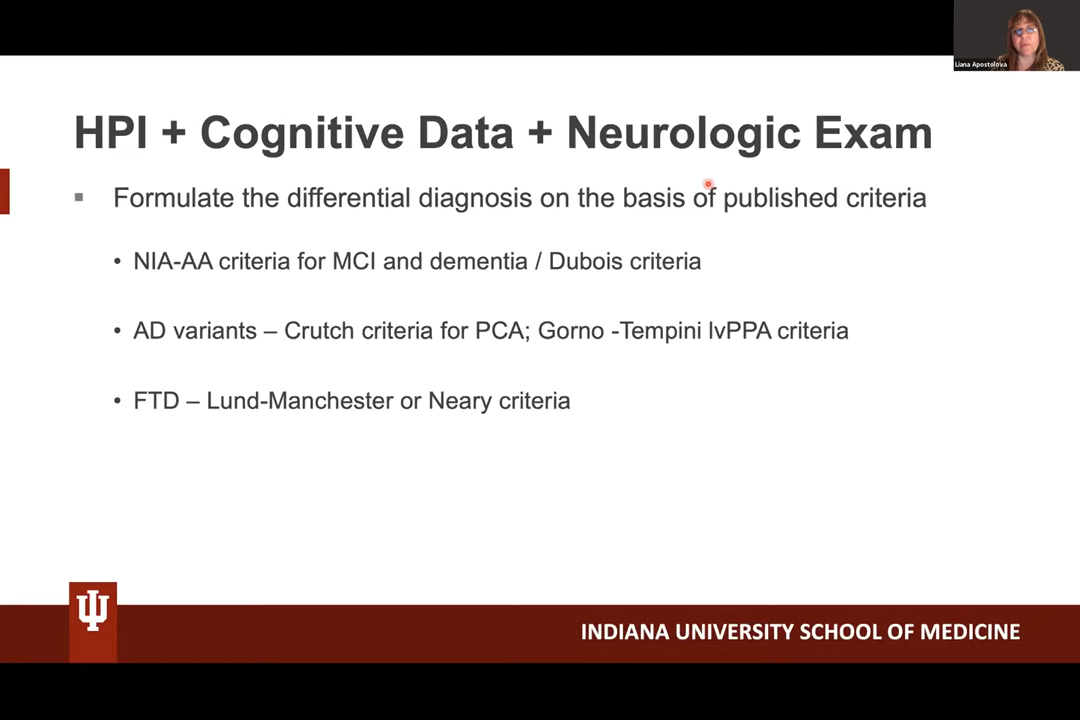 Liana Apostolova
HPI + Cognitive Data + Neurologic Exam
▪ Formulate the differential diagnosis on the basis of published criteria
• NIA-AA criteria for MCI and dementia / Dubois criteria
• AD variants – Crutch criteria for PCA; Gorno -Tempini lvPPA criteria
• FTD – Lund-Manchester or Neary criteria
INDIANA UNIVERSITY SCHOOL OF MEDICINE